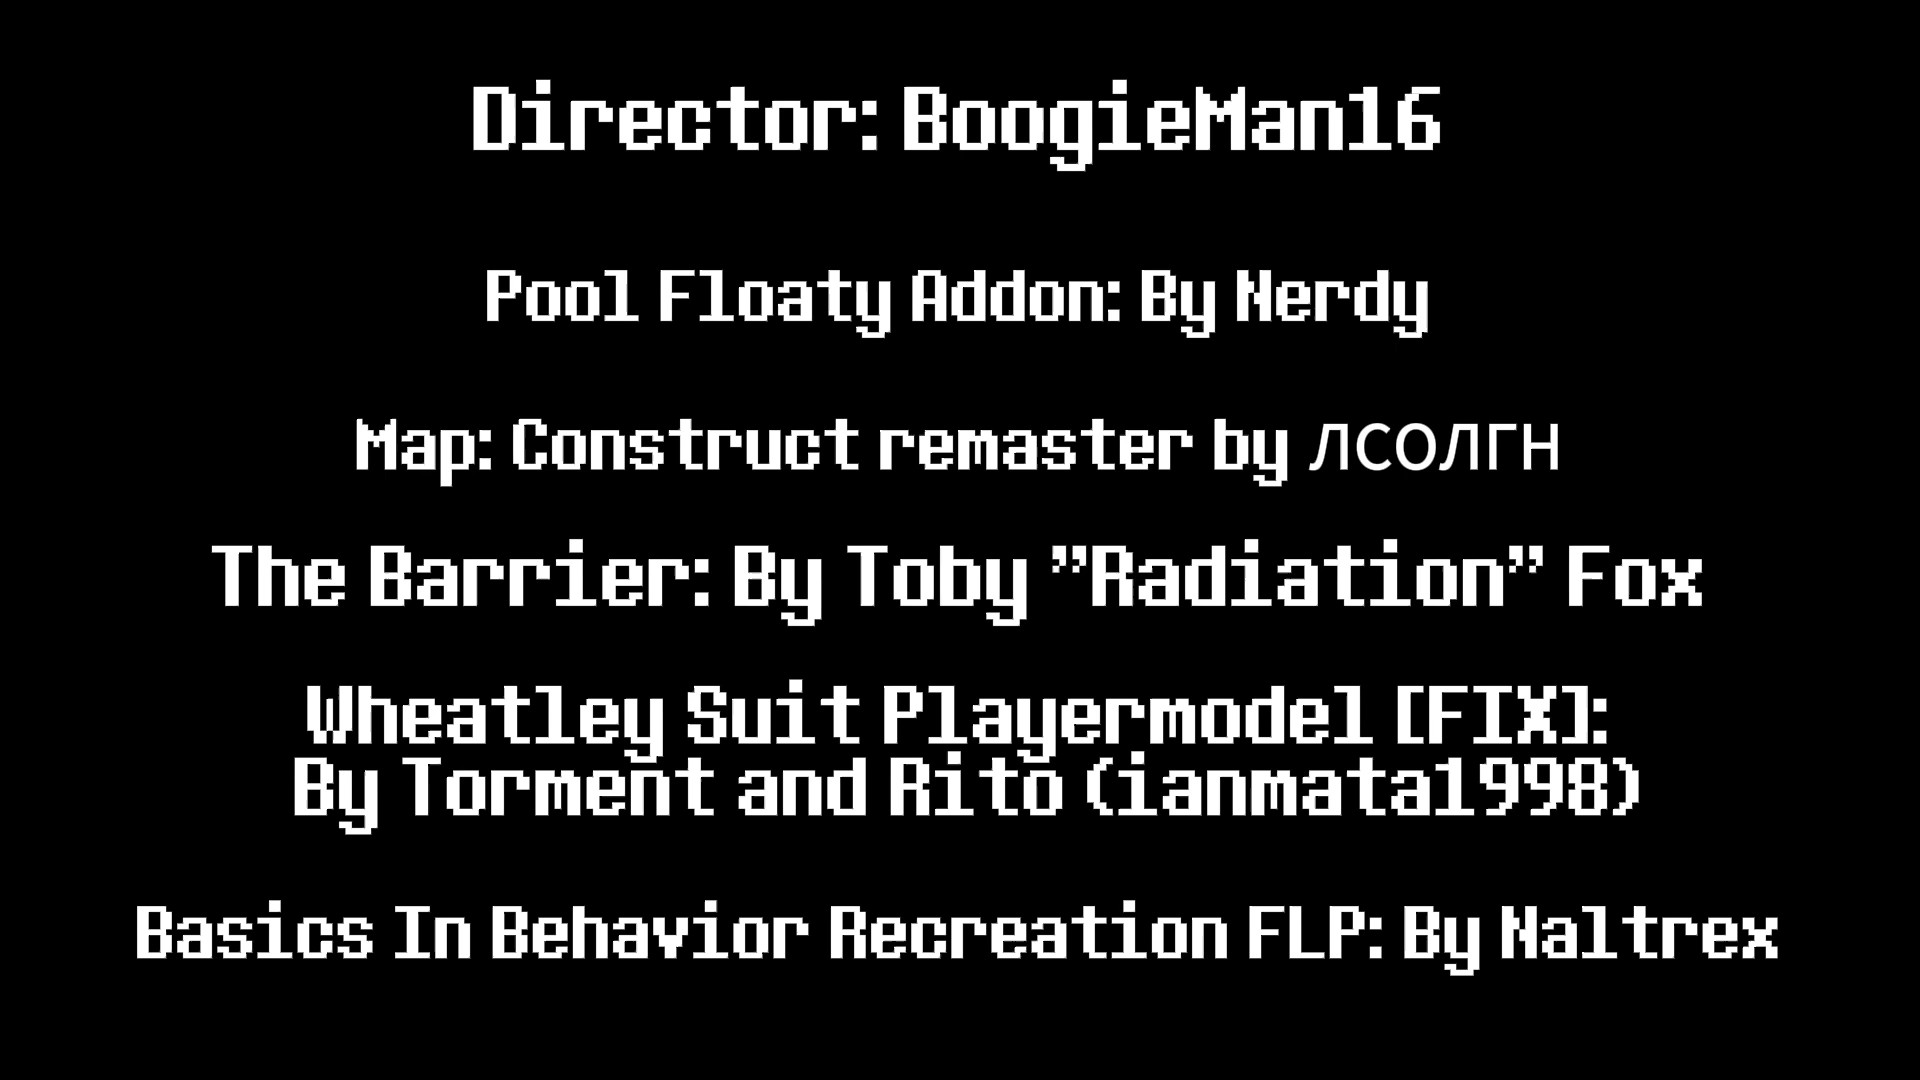 Director: BoogieMan16
Pool Floaty Addon: By Nerdy
Map: Construct remaster by ЛСОЛГН
The Barrier: By Toby "Radiation" Fox
Wheatley Suit Playermodel [FIX]:
By Torment and Rito (ianmata1998)
Basics In Behavior Recreation FLP: By Naltrex